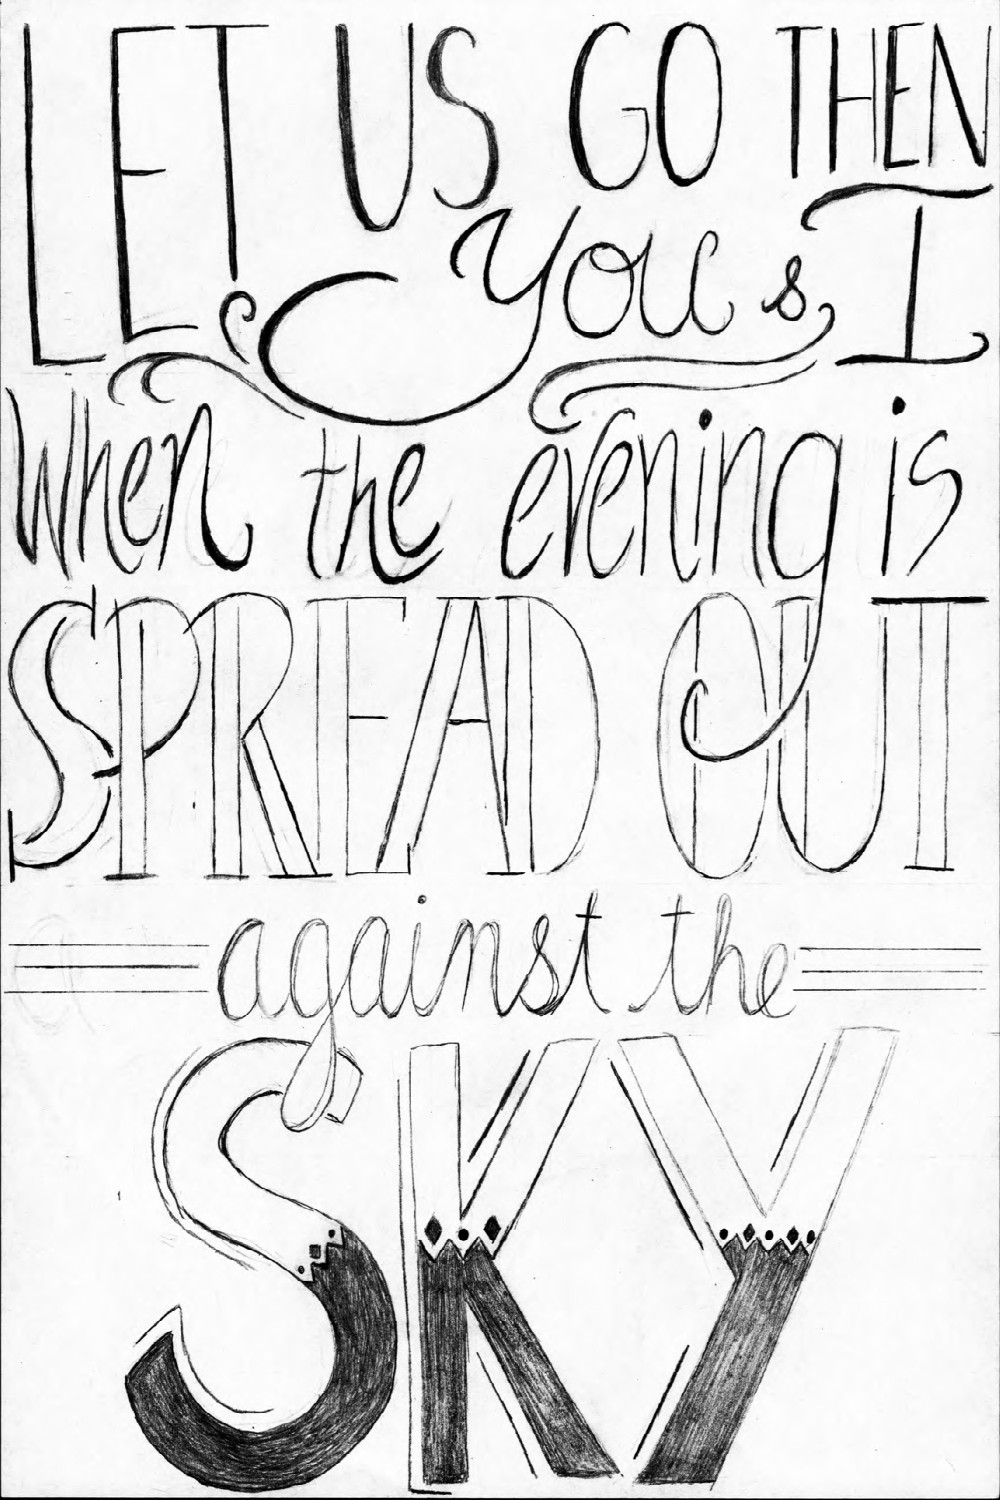 LET US GO THEN
You & I
When the evening is
SPREAD OUT
against the
SKY